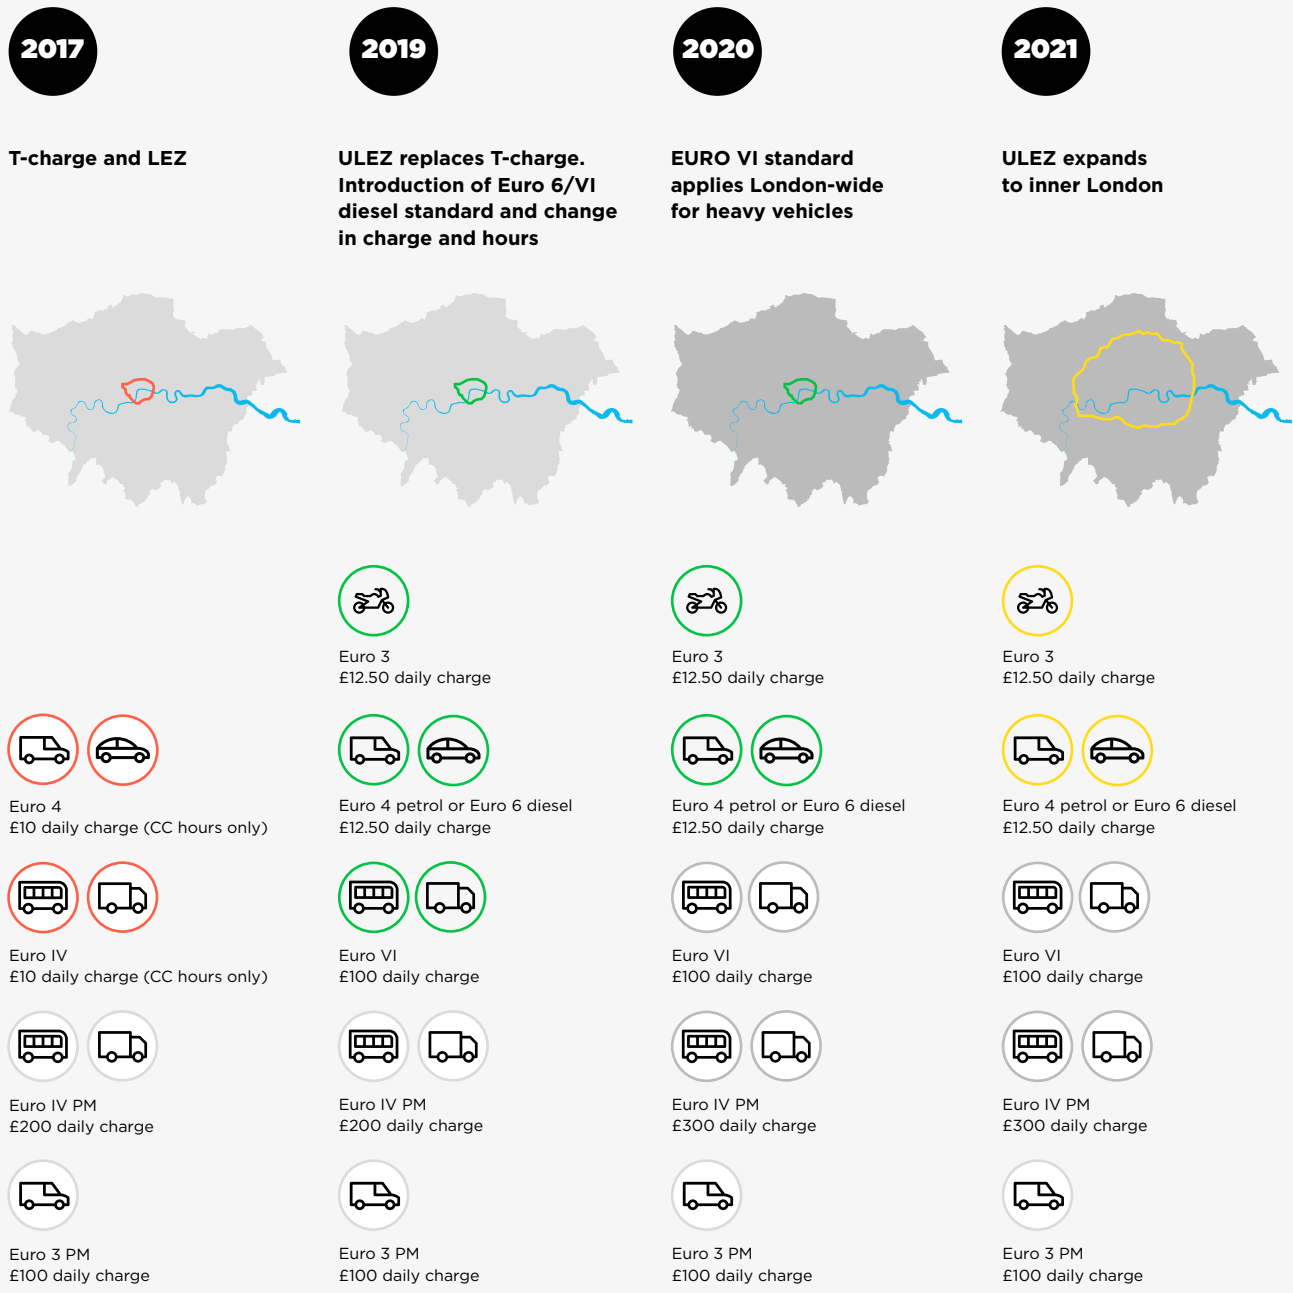 2017
T-charge and LEZ
Euro 4
£10 daily charge (CC hours only)
Euro IV
£10 daily charge (CC hours only)
Euro IV PM
£200 daily charge
Euro 3 PM
£100 daily charge
2019
ULEZ replaces T-charge.
Introduction of Euro 6/VI
diesel standard and change
in charge and hours
Euro 3
£12.50 daily charge
Euro 4 petrol or Euro 6 diesel
£12.50 daily charge
Euro VI
£100 daily charge
Euro IV PM
£200 daily charge
Euro 3 PM
£100 daily charge
2020
EURO VI standard
applies London-wide
for heavy vehicles
Euro 3
£12.50 daily charge
Euro 4 petrol or Euro 6 diesel
£12.50 daily charge
Euro VI
£100 daily charge
Euro IV PM
£300 daily charge
Euro 3 PM
£100 daily charge
2021
ULEZ expands
to inner London
Euro 3
£12.50 daily charge
Euro 4 petrol or Euro 6 diesel
£12.50 daily charge
Euro VI
£100 daily charge
Euro IV PM
£300 daily charge
Euro 3 PM
£100 daily charge